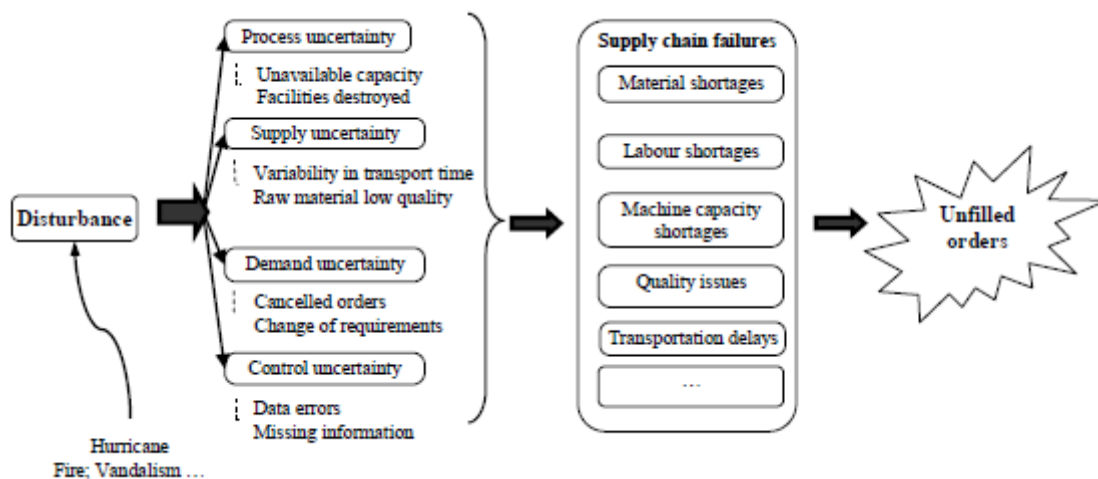 Disturbance
Hurricane
Fire; Vandalism ...
Process uncertainty
Unavailable capacity
Facilities destroyed
Supply uncertainty
Variability in transport time
Raw material low quality
Demand uncertainty
Cancelled orders
Change of requirements
Control uncertainty
Data errors
Missing information
Supply chain failures
Material shortages
Labour shortages
Machine capacity
shortages
Quality issues
Transportation delays
...
Unfilled
orders